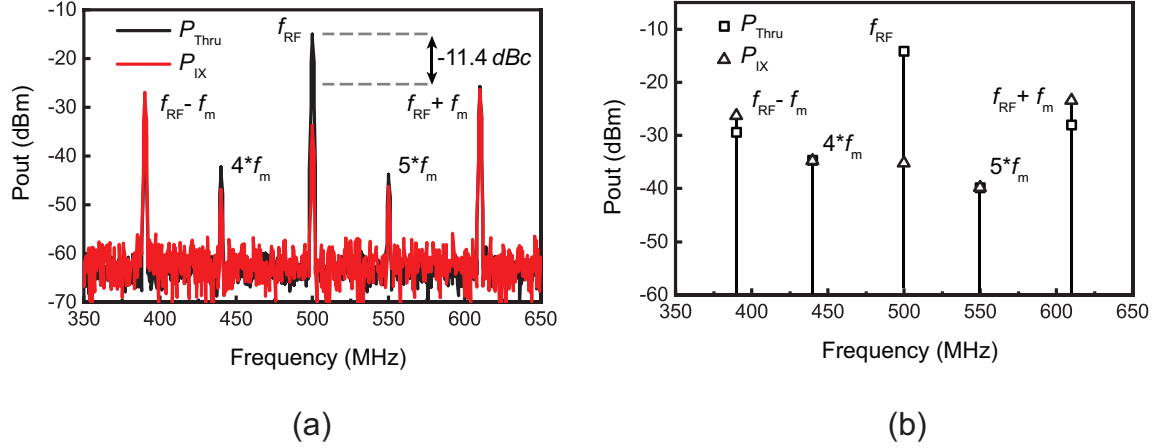 -10
-20
-30
-40
-50
-60
-70
Pout (dBm)
P_Thru
P_IX
f_RF
-11.4 dBc
f_RF - f_m
f_RF + f_m
4*f_m
5*f_m
350 400 450 500 550 600 650
Frequency (MHz)
(a)
-10
-20
-30
-40
-50
-60
Pout (dBm)
P_Thru
P_IX
f_RF
f_RF - f_m
f_RF + f_m
4*f_m
5*f_m
350 400 450 500 550 600 650
Frequency (MHz)
(b)